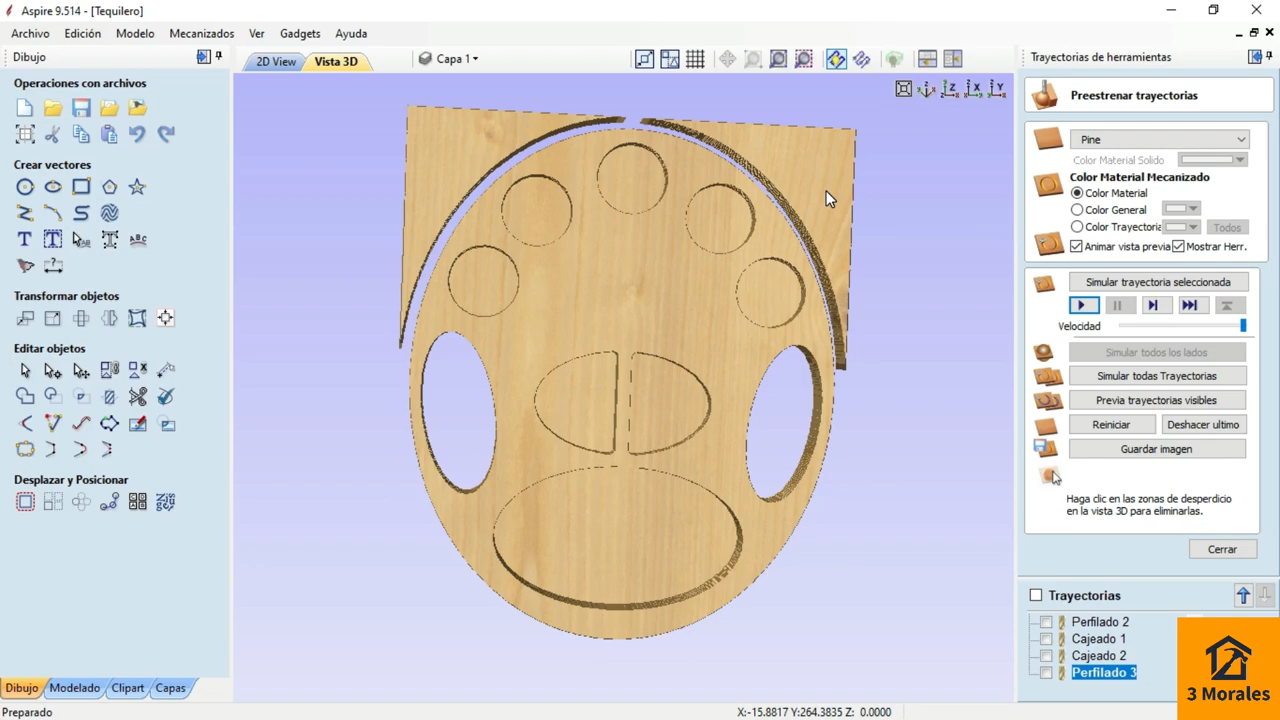 Aspire 9.514 - [Tequilero]
Archivo Edición Modelo Mecanizados Ver Gadgets Ayuda
Dibujo
2D View Vista 3D
Capa 1
Trayectorias de herramientas
Operaciones con archivos
Crear vectores
Transformar objetos
Editar objetos
Desplazar y Posicionar
Dibujo Modelado Clipart Capas
Preparado
X:-15.8817 Y:264.3835 Z: 0.0000
Preestrenar trayectorias
Pine
Color Material Solido
Color Material Mecanizado
Color Material
Color General
Color Trayectoria Todos
Animar vista previa Mostrar Herr.
Simular trayectoria seleccionada
Velocidad
Simular todos los lados
Simular todas Trayectorias
Previa trayectorias visibles
Reiniciar Deshacer ultimo
Guardar imagen
Haga clic en las zonas de desperdicio
en la vista 3D para eliminarlas.
Cerrar
Trayectorias
Perfilado 2
Cajeado 1
Cajeado 2
Perfilado 3
3 Morales